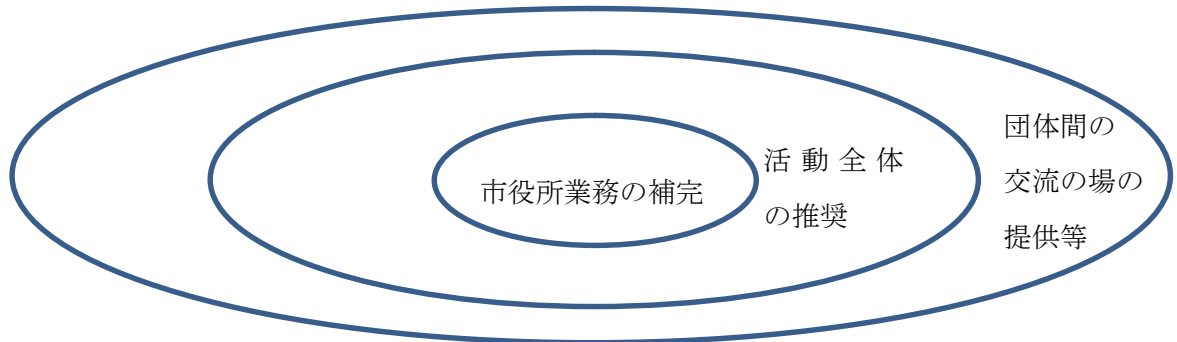 市役所業務の補完
活動全体
の推奨
団体間の
交流の場の
提供等